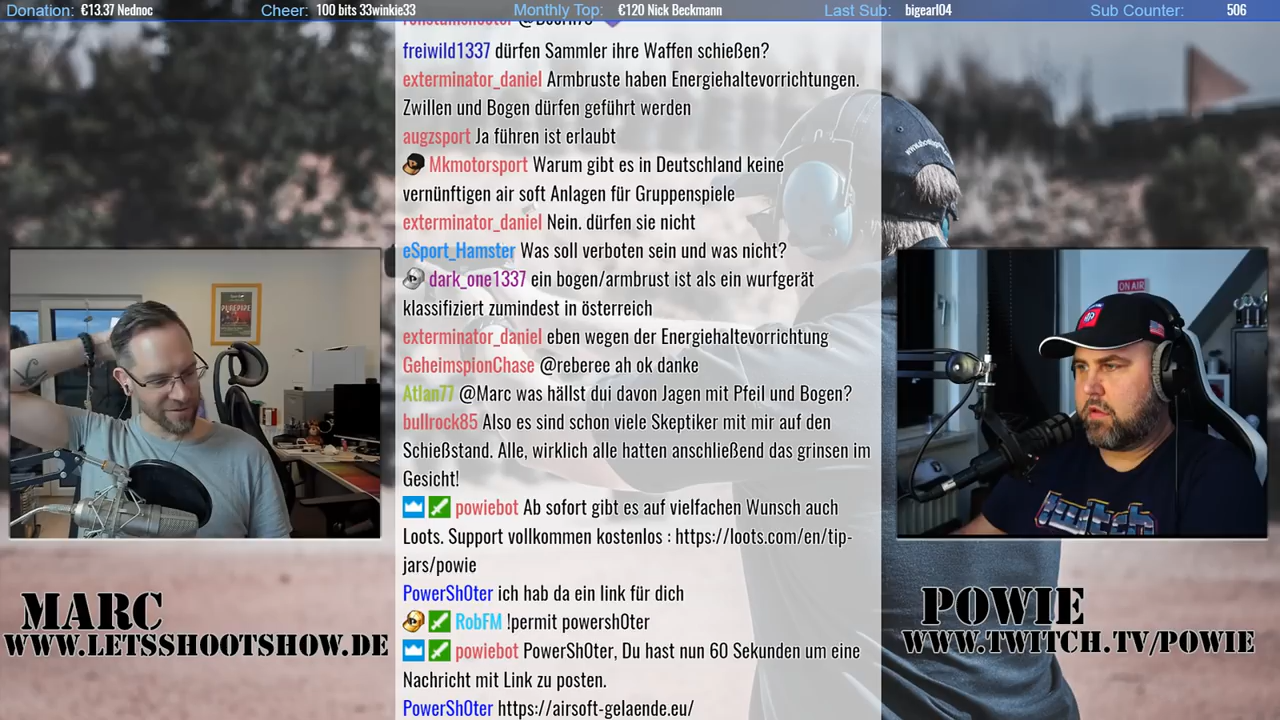 Donation: €13.37 Nednoc Cheer: 100 bits 33winkie33 Monthly Top: €120 Nick Beckmann Last Sub: bigearl04 Sub Counter: 506
freiwild1337 dürfen Sammler ihre Waffen schießen?
exterminator_daniel Armbruste haben Energiehaltevorrichtungen.
Zwillen und Bogen dürfen geführt werden
augzsport Ja führen ist erlaubt
Mkmotorsport Warum gibt es in Deutschland keine
vernünftigen air soft Anlagen für Gruppenspiele
exterminator_daniel Nein. dürfen sie nicht
eSport_Hamster Was soll verboten sein und was nicht?
dark_one1337 ein bogen/armbrust ist als ein wurfgerät
klassifiziert zumindest in österreich
exterminator_daniel eben wegen der Energiehaltevorrichtung
GeheimspionChase @reberee ah ok danke
Atlan77 @Marc was hällst dui davon Jagen mit Pfeil und Bogen?
bullrock85 Also es sind schon viele Skeptiker mit mir auf den
Schießstand. Alle, wirklich alle hatten anschließend das grinsen im
Gesicht!
powiebot Ab sofort gibt es auf vielfachen Wunsch auch
Loots. Support vollkommen kostenlos : https://loots.com/en/tip-
jars/powie
PowerSh0ter ich hab da ein link für dich
RobFM !permit powersh0ter
powiebot PowerSh0ter, Du hast nun 60 Sekunden um eine
Nachricht mit Link zu posten.
PowerSh0ter https://airsoft-gelaende.eu/
ON AIR
twitch
MARC
WWW.LETSSHOOTSHOW.DE
POWIE
WWW.TWITCH.TV/POWIE